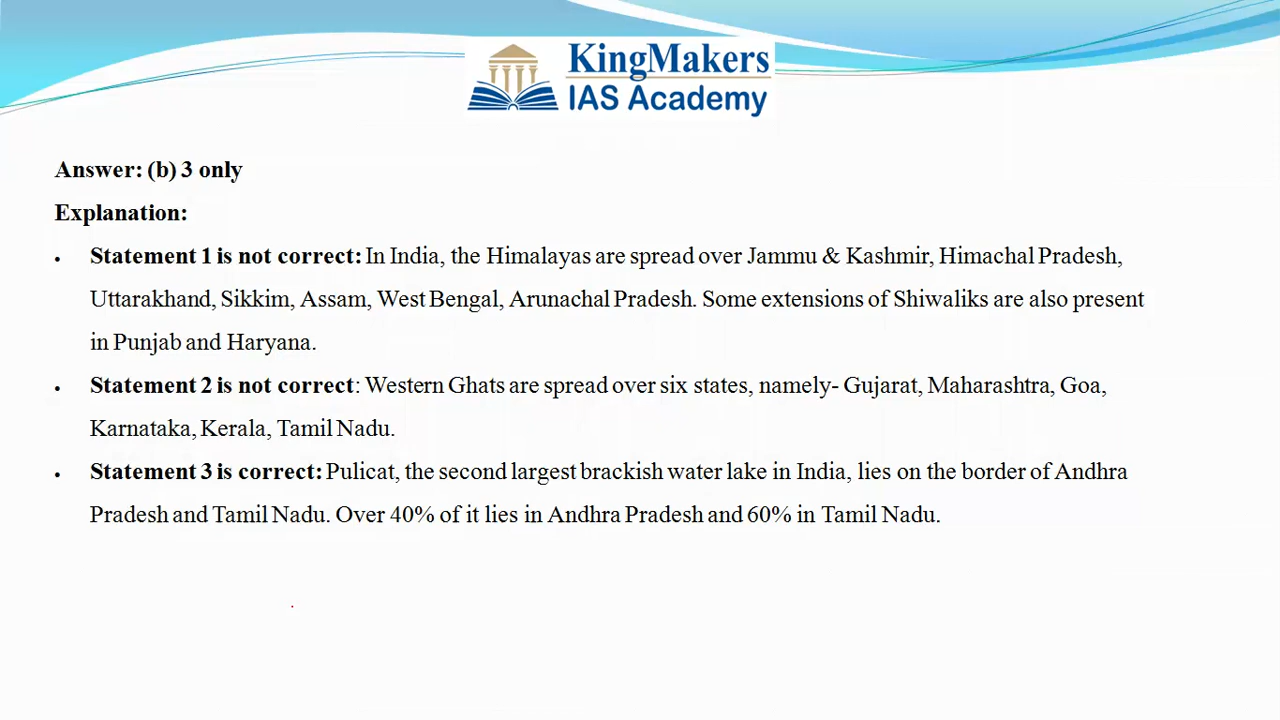 KingMakers
IAS Academy
Answer: (b) 3 only
Explanation:
• Statement 1 is not correct: In India, the Himalayas are spread over Jammu & Kashmir, Himachal Pradesh,
Uttarakhand, Sikkim, Assam, West Bengal, Arunachal Pradesh. Some extensions of Shiwaliks are also present
in Punjab and Haryana.
• Statement 2 is not correct: Western Ghats are spread over six states, namely- Gujarat, Maharashtra, Goa,
Karnataka, Kerala, Tamil Nadu.
• Statement 3 is correct: Pulicat, the second largest brackish water lake in India, lies on the border of Andhra
Pradesh and Tamil Nadu. Over 40% of it lies in Andhra Pradesh and 60% in Tamil Nadu.